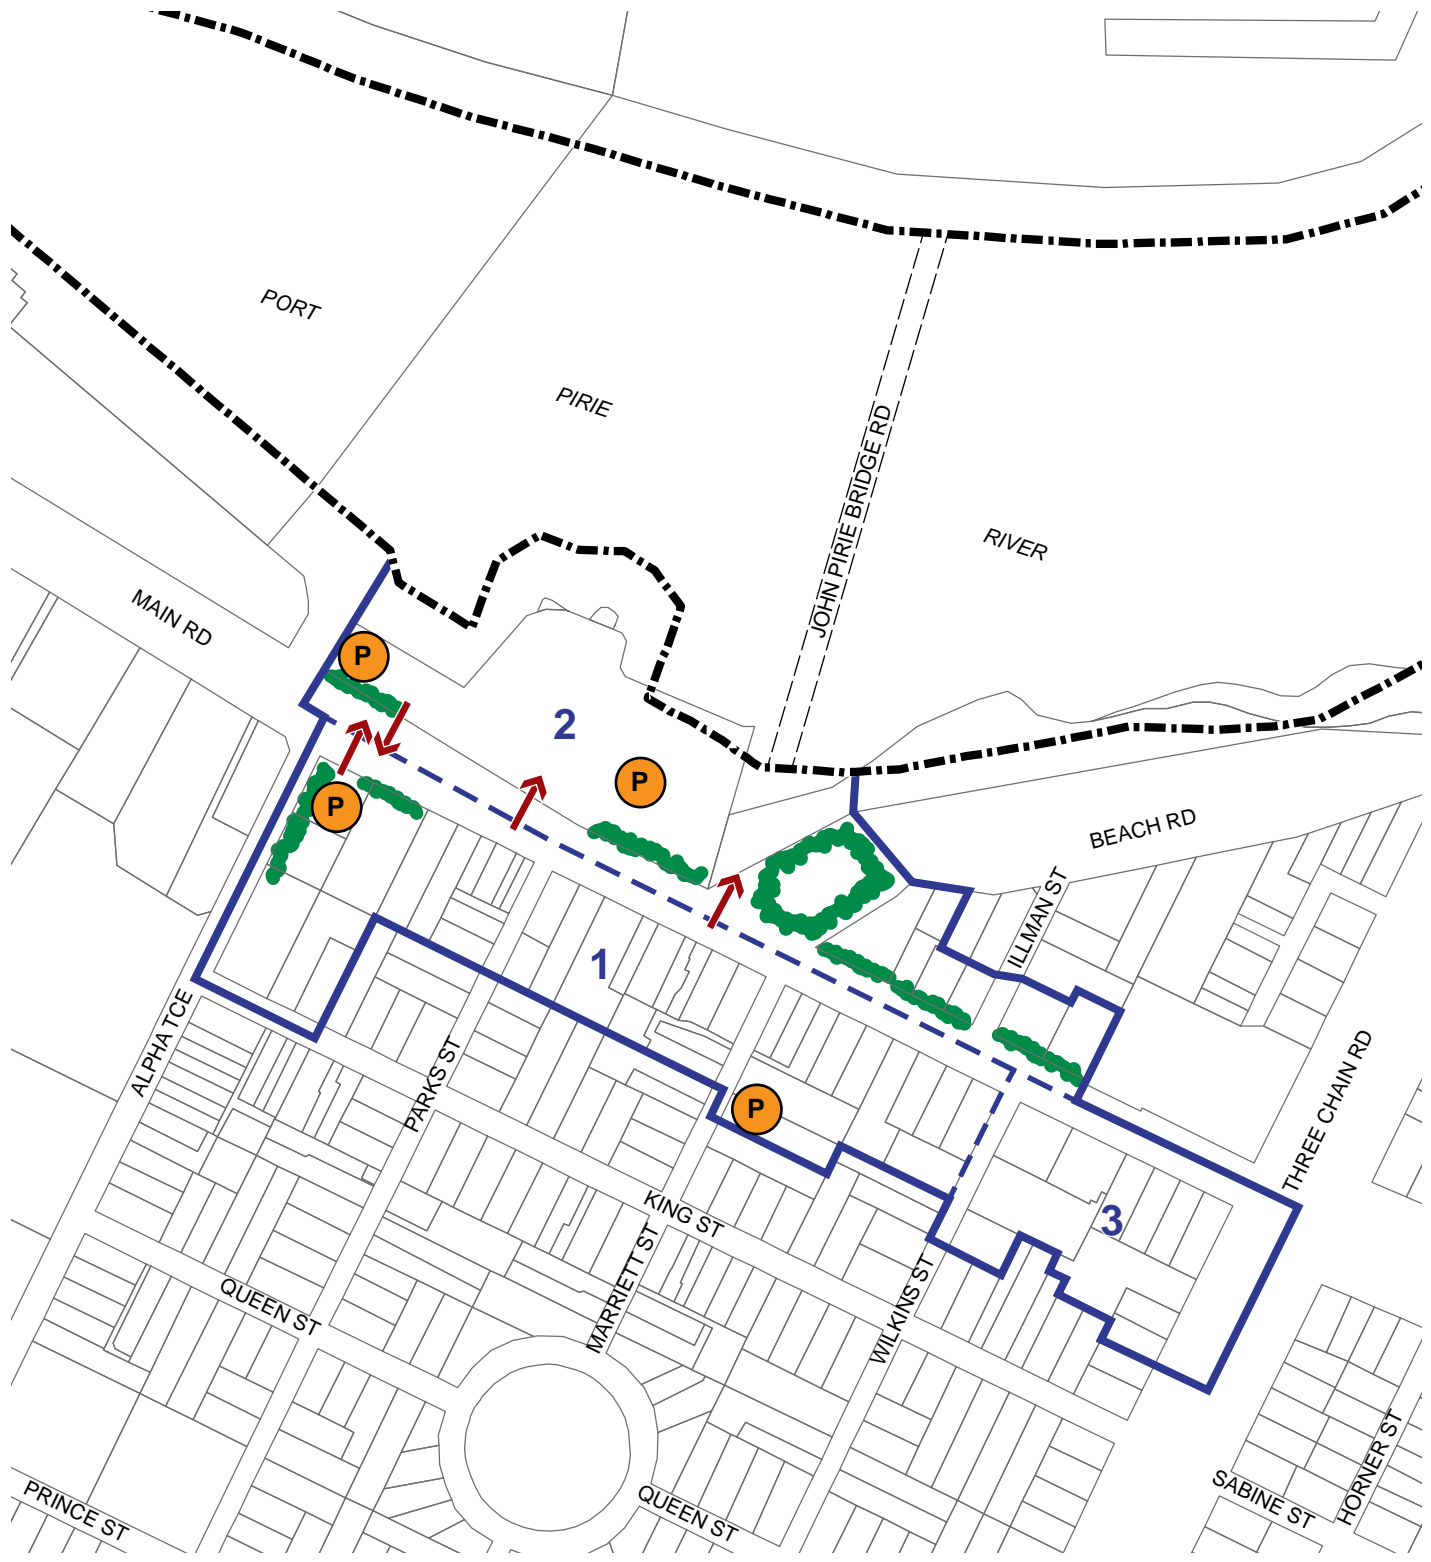 PORT
PIRIE
JOHN PIRIE BRIDGE RD
RIVER
MAIN RD
P
2
P
P
BEACH RD
ILLMAN ST
1
ALPHA TCE
PARKS ST
P
THREE CHAIN RD
KING ST
3
MARRIETT ST
WILKINS ST
QUEEN ST
HORNER ST
SABINE ST
PRINCE ST
QUEEN ST